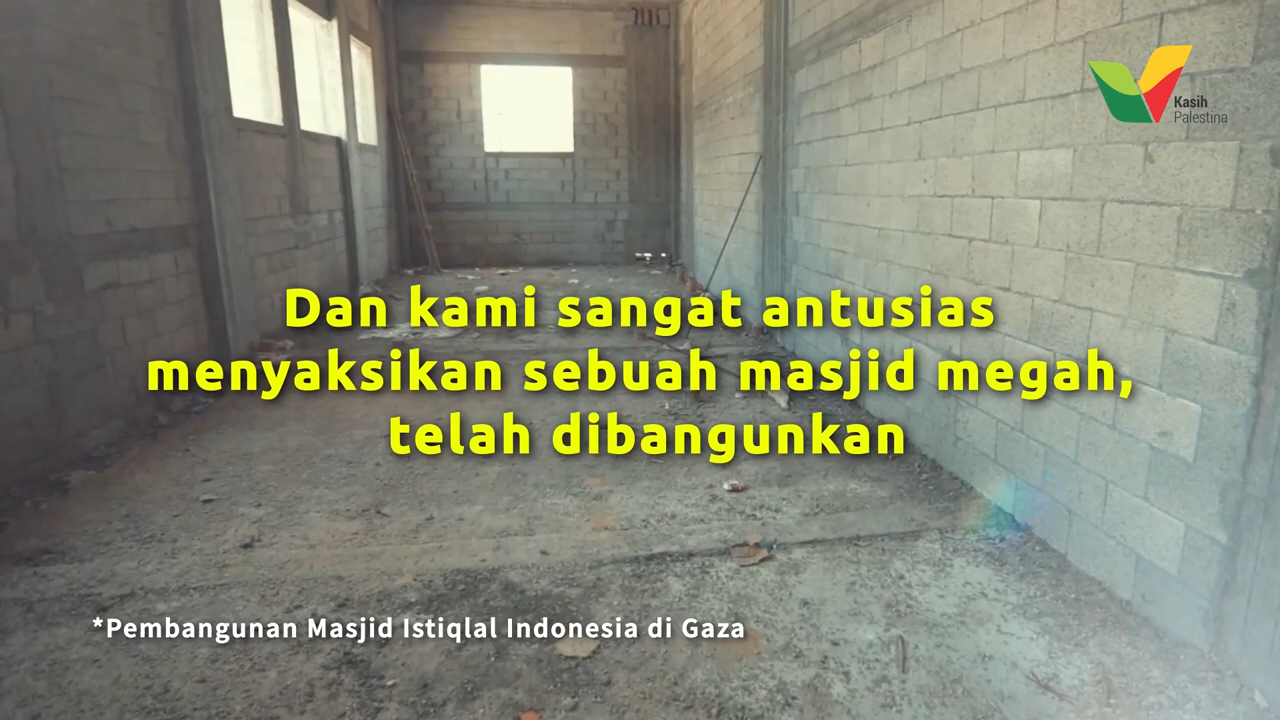 Kasih
Palestina
Dan kami sangat antusias
menyaksikan sebuah masjid megah,
telah dibangunkan
*Pembangunan Masjid Istiqlal Indonesia di Gaza